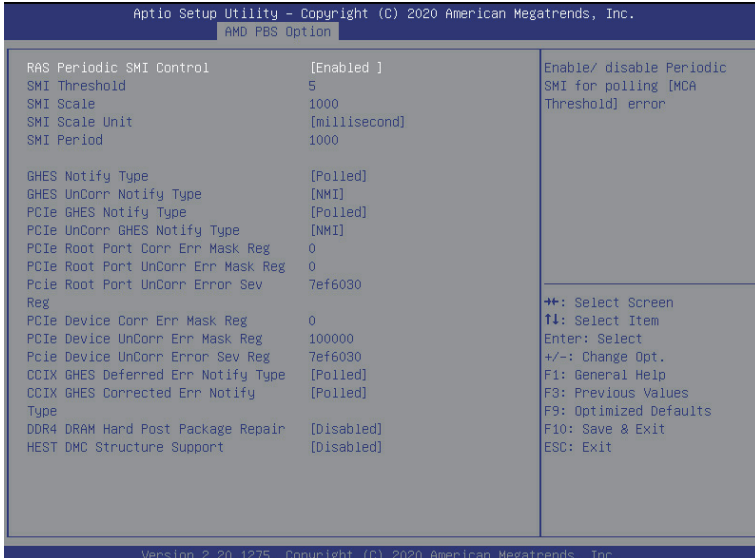 Aptio Setup Utility – Copyright (C) 2020 American Megatrends, Inc.
AMD PBS Option
RAS Periodic SMI Control [Enabled ]
SMI Threshold 5
SMI Scale 1000
SMI Scale Unit [millisecond]
SMI Period 1000
GHES Notify Type [Polled]
GHES UnCorr Notify Type [NMI]
PCIe GHES Notify Type [Polled]
PCIe UnCorr GHES Notify Type [NMI]
PCIe Root Port Corr Err Mask Reg 0
PCIe Root Port UnCorr Err Mask Reg 0
Pcie Root Port UnCorr Error Sev 7ef6030
Reg
PCIe Device Corr Err Mask Reg 0
PCIe Device UnCorr Err Mask Reg 100000
Pcie Device UnCorr Error Sev Reg 7ef6030
CCIX GHES Deferred Err Notify Type [Polled]
CCIX GHES Corrected Err Notify [Polled]
Type
DDR4 DRAM Hard Post Package Repair [Disabled]
HEST DMC Structure Support [Disabled]
Enable/ disable Periodic
SMI for polling [MCA
Threshold] error
→←: Select Screen
↑↓: Select Item
Enter: Select
+/-: Change Opt.
F1: General Help
F3: Previous Values
F9: Optimized Defaults
F10: Save & Exit
ESC: Exit
Version 2.20.1275. Copyright (C) 2020 American Megatrends, Inc.